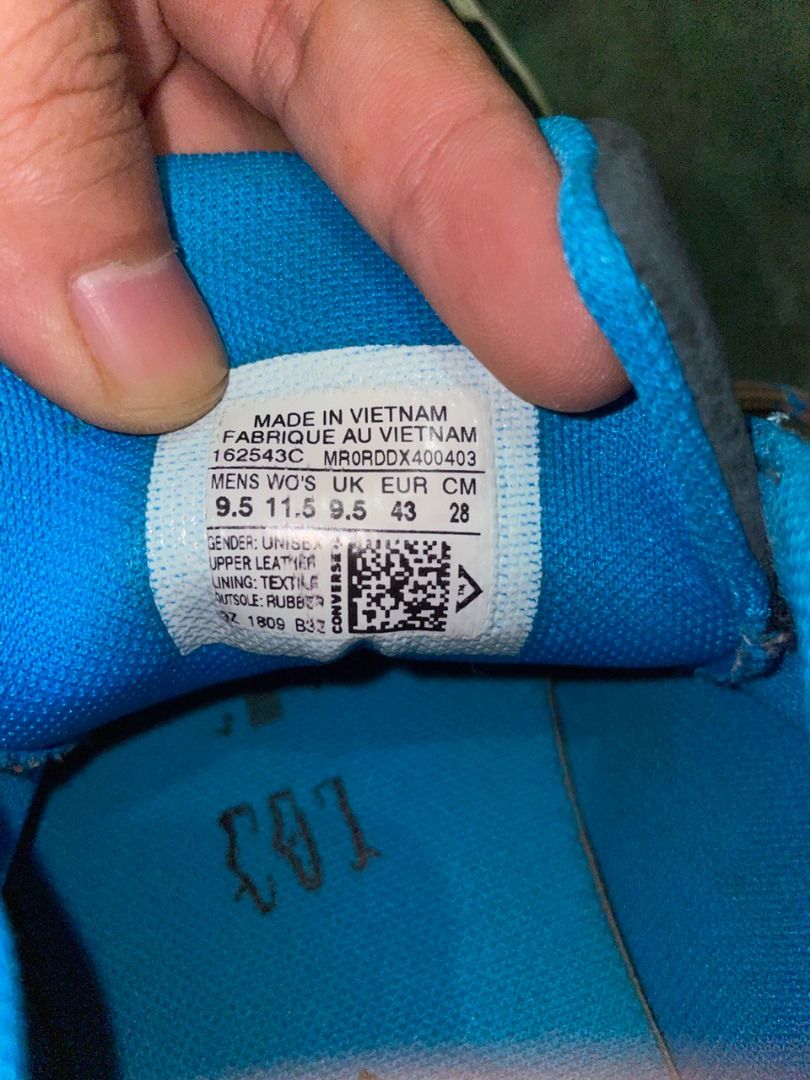 MADE IN VIETNAM
FABRIQUE AU VIETNAM
162543C MR0RDDX400403
MENS WO'S UK EUR CM
9.5 11.5 9.5 43 28
GENDER: UNISEX
UPPER LEATHER
LINING: TEXTILE
OUTSOLE: RUBBER
1809
CONVERSE
TM